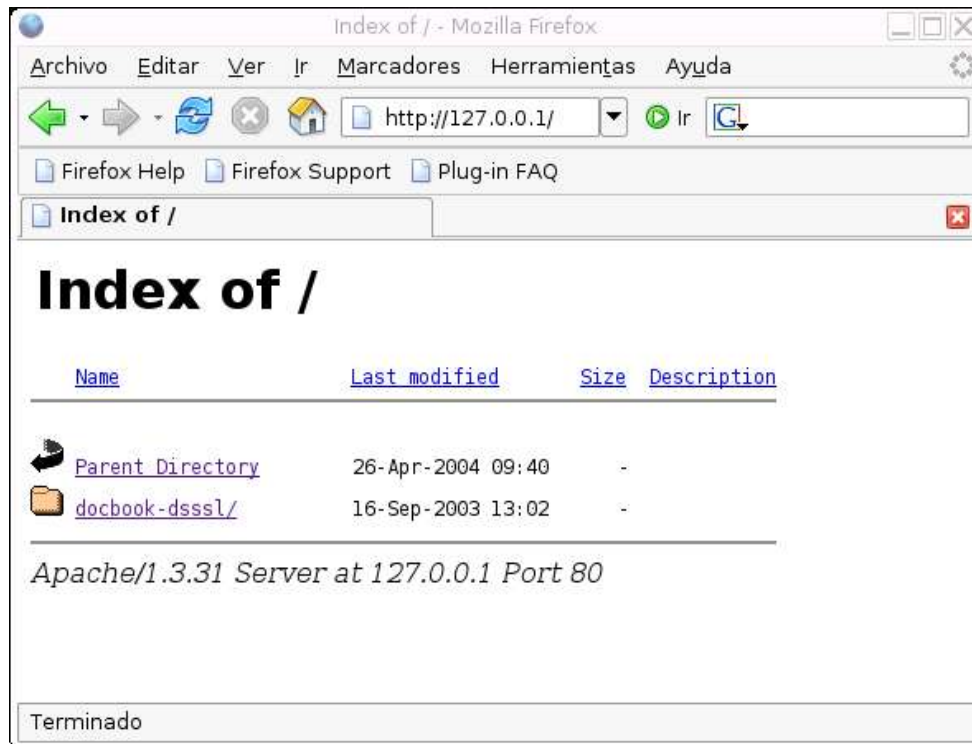 Index of / - Mozilla Firefox
Archivo Editar Ver Ir Marcadores Herramientas Ayuda
http://127.0.0.1/ Ir G
Firefox Help Firefox Support Plug-in FAQ
Index of /
Index of /
Name Last modified Size Description
Parent Directory 26-Apr-2004 09:40 -
docbook-dsssl/ 16-Sep-2003 13:02 -
Apache/1.3.31 Server at 127.0.0.1 Port 80
Terminado